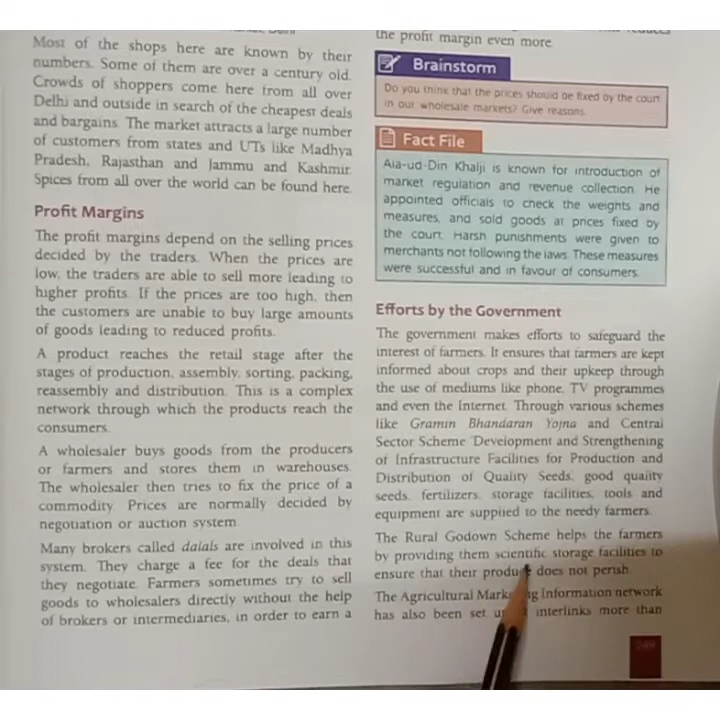 Most of the shops here are known by their
numbers. Some of them are over a century old.
Crowds of shoppers come here from all over
Delhi and outside in search of the cheapest deals
and bargains. The market attracts a large number
of customers from states and UTs like Madhya
Pradesh, Rajasthan and Jammu and Kashmir.
Spices from all over the world can be found here.
Profit Margins
The profit margins depend on the selling prices
decided by the traders. When the prices are
low, the traders are able to sell more leading to
higher profits. If the prices are too high, then
the customers are unable to buy large amounts
of goods leading to reduced profits.
A product reaches the retail stage after the
stages of production, assembly, sorting, packing,
reassembly and distribution. This is a complex
network through which the products reach the
consumers.
A wholesaler buys goods from the producers
or farmers and stores them in warehouses.
The wholesaler then tries to fix the price of a
commodity. Prices are normally decided by
negotiation or auction system.
Many brokers called dalals are involved in this
system. They charge a fee for the deals that
they negotiate. Farmers sometimes try to sell
goods to wholesalers directly without the help
of brokers or intermediaries, in order to earn a
the profit margin even more.
Brainstorm
Do you think that the prices should be fixed by the court
in our wholesale markets? Give reasons.
Fact File
Ala-ud-Din Khalji is known for introduction of
market regulation and revenue collection. He
appointed officials to check the weights and
measures, and sold goods at prices fixed by
the court. Harsh punishments were given to
merchants not following the laws. These measures
were successful and in favour of consumers.
Efforts by the Government
The government makes efforts to safeguard the
interest of farmers. It ensures that farmers are kept
informed about crops and their upkeep through
the use of mediums like phone, TV programmes
and even the Internet. Through various schemes
like Gramin Bhandaran Yojna and Central
Sector Scheme 'Development and Strengthening
of Infrastructure Facilities for Production and
Distribution of Quality Seeds, good quality
seeds, fertilizers, storage facilities, tools and
equipment are supplied to the needy farmers.
The Rural Godown Scheme helps the farmers
by providing them scientific storage facilities to
ensure that their produce does not perish.
The Agricultural Marketing Information network
has also been set interlinks more than